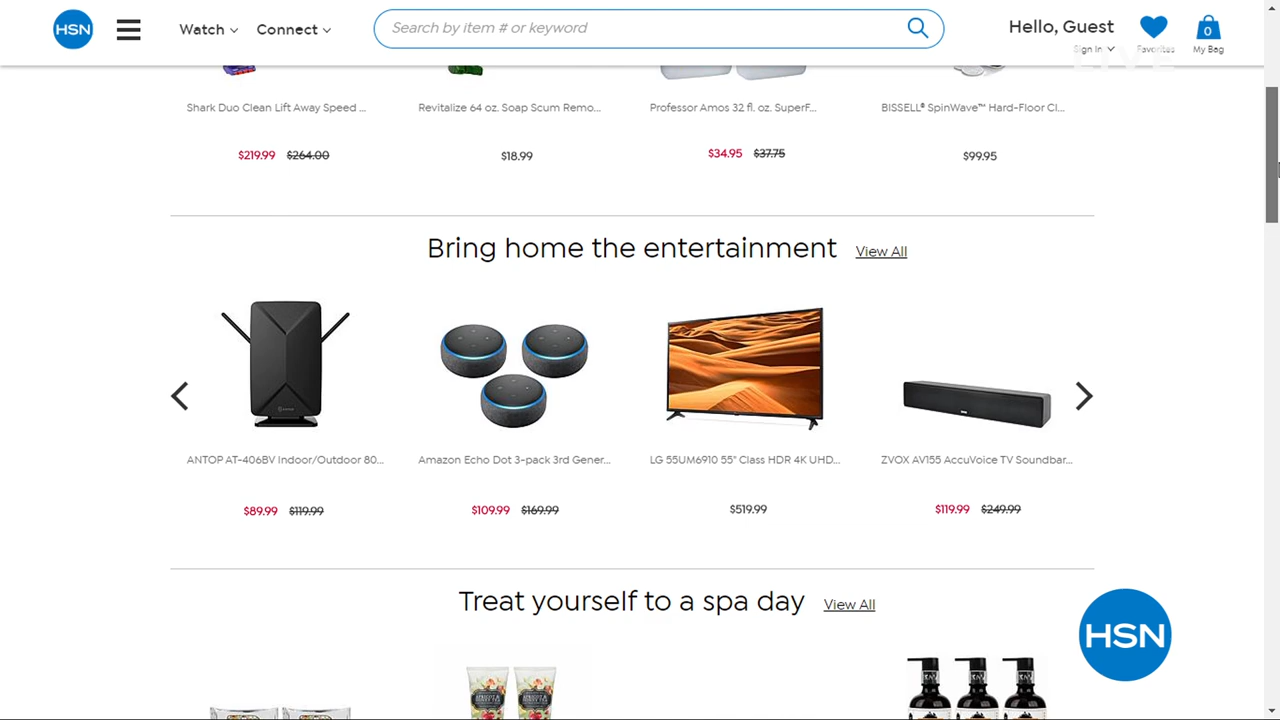 HSN
Watch
Connect
Search by item # or keyword
Hello, Guest
Sign In
Favorites
0
My Bag
LIVE
Shark Duo Clean Lift Away Speed ...
Revitalize 64 oz. Soap Scum Remo...
Professor Amos 32 fl. oz. SuperF...
BISSELL® SpinWave™ Hard-Floor Cl...
$219.99 $264.00
$18.99
$34.95 $37.75
$99.95
Bring home the entertainment View All
ANTOP AT-406BV Indoor/Outdoor 80...
Amazon Echo Dot 3-pack 3rd Gener...
LG 55UM6910 55" Class HDR 4K UHD...
ZVOX AV155 AccuVoice TV Soundbar...
$89.99 $119.99
$109.99 $169.99
$519.99
$119.99 $249.99
Treat yourself to a spa day View All
HSN